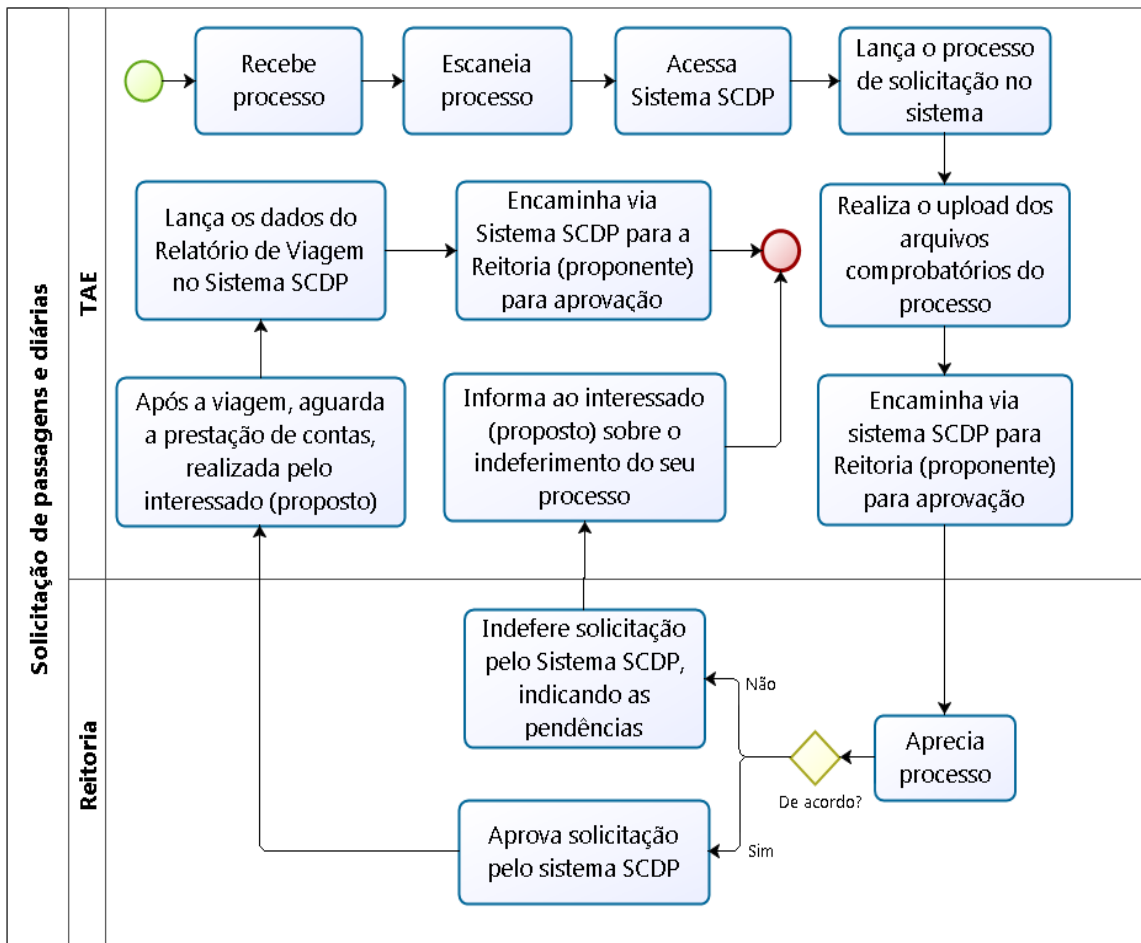 Solicitação de passagens e diárias
TAE
Recebe
processo
Escaneia
processo
Acessa
Sistema SCDP
Lança o processo
de solicitação no
sistema
Realiza o upload dos
arquivos
comprobatórios do
processo
Encaminha via
sistema SCDP para
Reitoria (proponente)
para aprovação
Lança os dados do
Relatório de Viagem
no Sistema SCDP
Encaminha via
Sistema SCDP para a
Reitoria (proponente)
para aprovação
Após a viagem, aguarda
a prestação de contas,
realizada pelo
interessado (proposto)
Informa ao interessado
(proposto) sobre o
indeferimento do seu
processo
Reitoria
Aprecia
processo
De acordo?
Não
Indefere solicitação
pelo Sistema SCDP,
indicando as
pendências
Sim
Aprova solicitação
pelo sistema SCDP